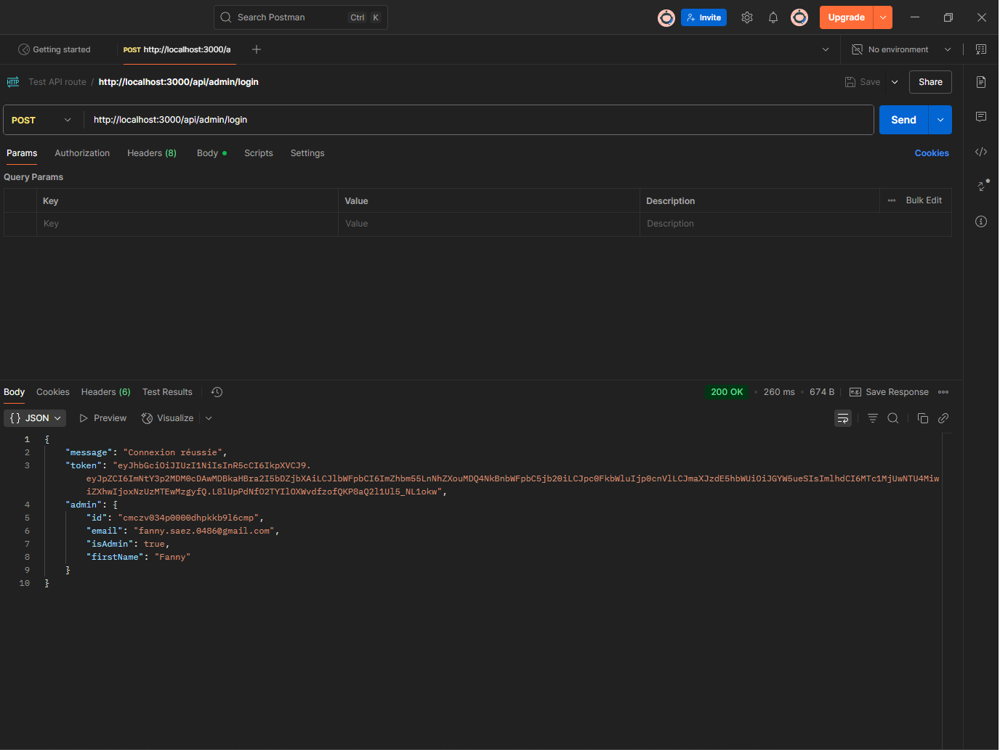 Search Postman Ctrl K Invite Upgrade
Getting started POST http://localhost:3000/a No environment
HTTP Test API route / http://localhost:3000/api/admin/login Save Share
POST http://localhost:3000/api/admin/login Send
Params Authorization Headers (8) Body Scripts Settings Cookies
Query Params
Key Value Description Bulk Edit
Key Value Description
Body Cookies Headers (6) Test Results 200 OK 260 ms 674 B e.g. Save Response
{} JSON Preview Visualize
1 {
2 "message": "Connexion réussie",
3 "token": "eyJhbGciOiJIUzI1NiIsInR5cCI6IkpXVCJ9.
eyJpZCI6ImNtY3p2MDM0cDAwMDBkaHBra2I5bDZjbXAiLCJlbWFpbCI6ImZhbm55LnNhZXouMDQ4NkBnbWFpbC5jb20iLCJpc0FkbWluIjp0cnVlLCJmaXJzdE5hbWUiOiJGYW5ueSIsImlhdCI6MTc1MjUwNTU4Miw
iZXhwIjoxNzUzMTEwMzgyfQ.L8lUpPdNfO2TYIlOXWvdfzofQKP8aQ2l1Ul5_NL1okw",
4 "admin": {
5 "id": "cmczv034p0000dhpkkb9l6cmp",
6 "email": "fanny.saez.0486@gmail.com",
7 "isAdmin": true,
8 "firstName": "Fanny"
9 }
10 }